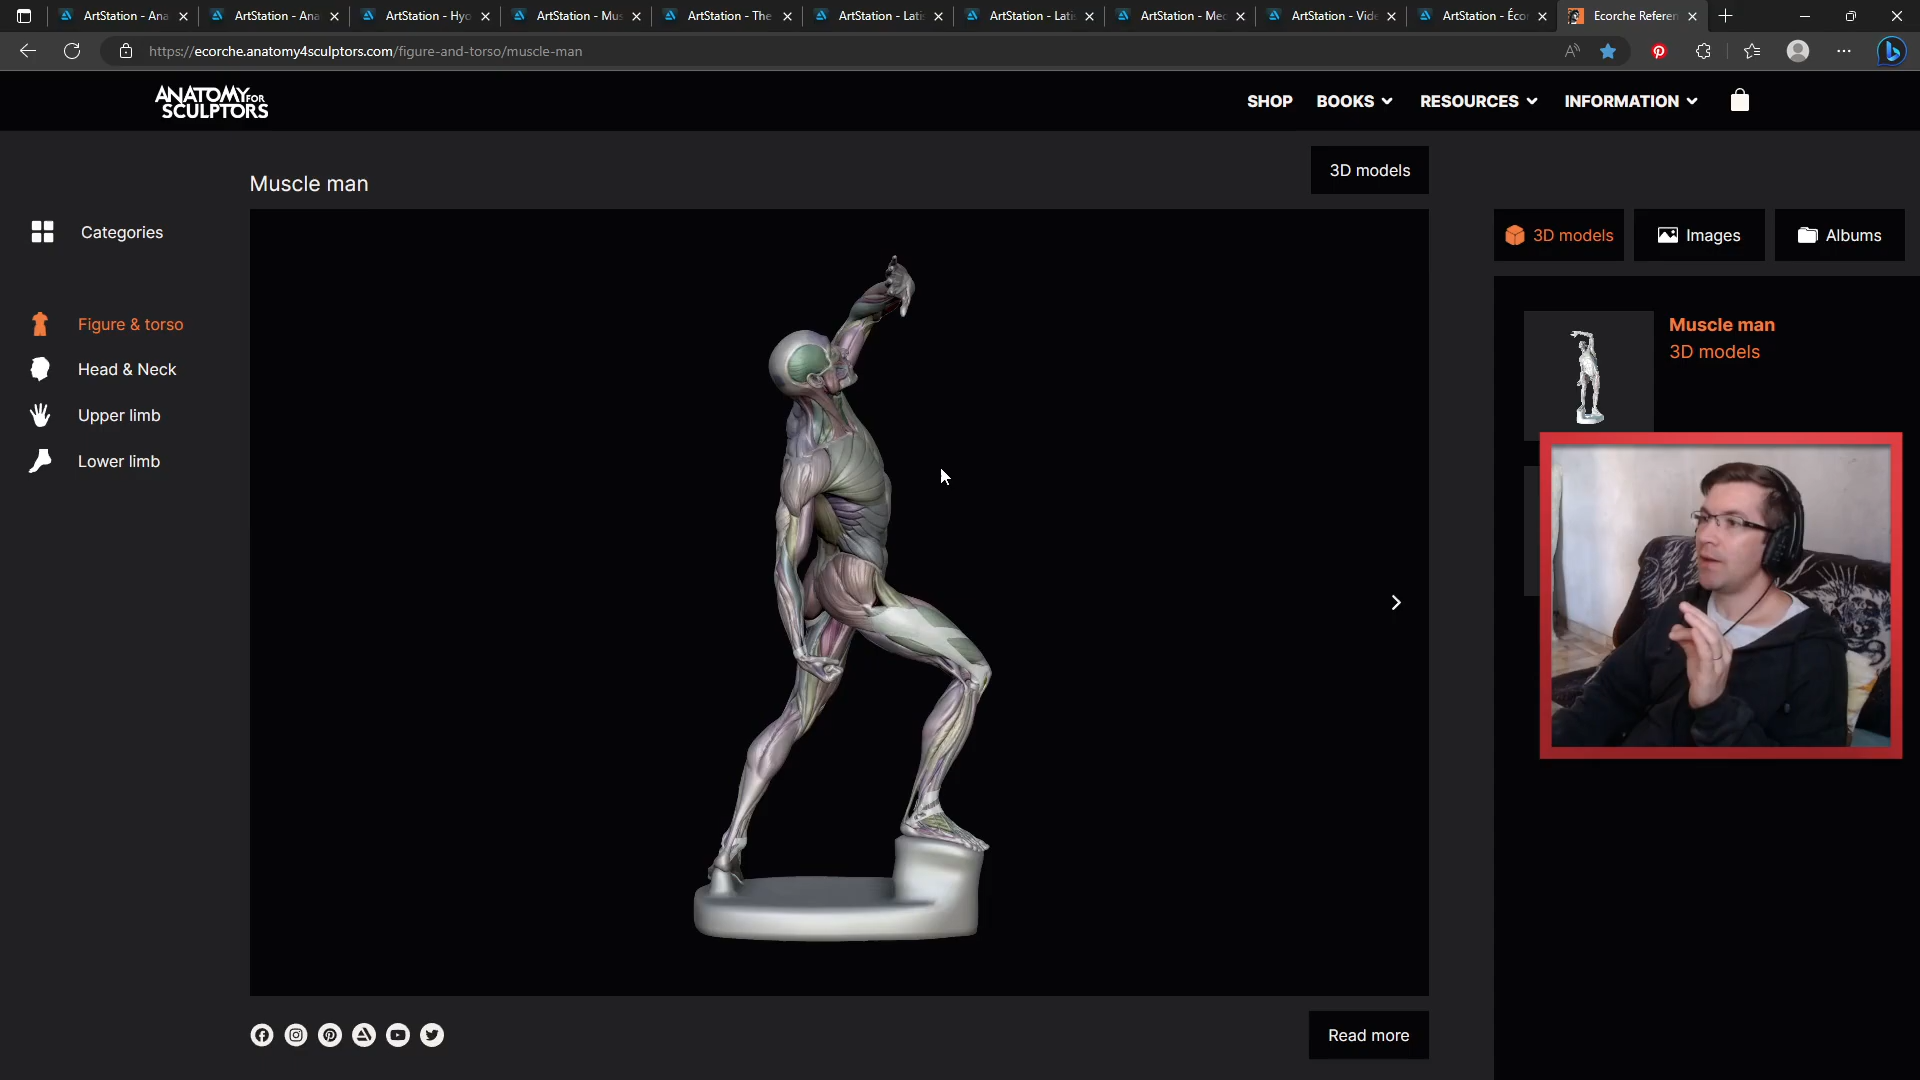 ArtStation - Ana
ArtStation - Ana
ArtStation - Hyo
ArtStation - Mus
ArtStation - The
ArtStation - Latis
ArtStation - Latis
ArtStation - Mec
ArtStation - Vide
ArtStation - Écor
Ecorche Referen
https://ecorche.anatomy4sculptors.com/figure-and-torso/muscle-man
ANATOMY FOR
SCULPTORS
SHOP BOOKS RESOURCES INFORMATION
Muscle man
3D models
Categories
Figure & torso
Head & Neck
Upper limb
Lower limb
3D models
Images
Albums
Muscle man
3D models
Read more